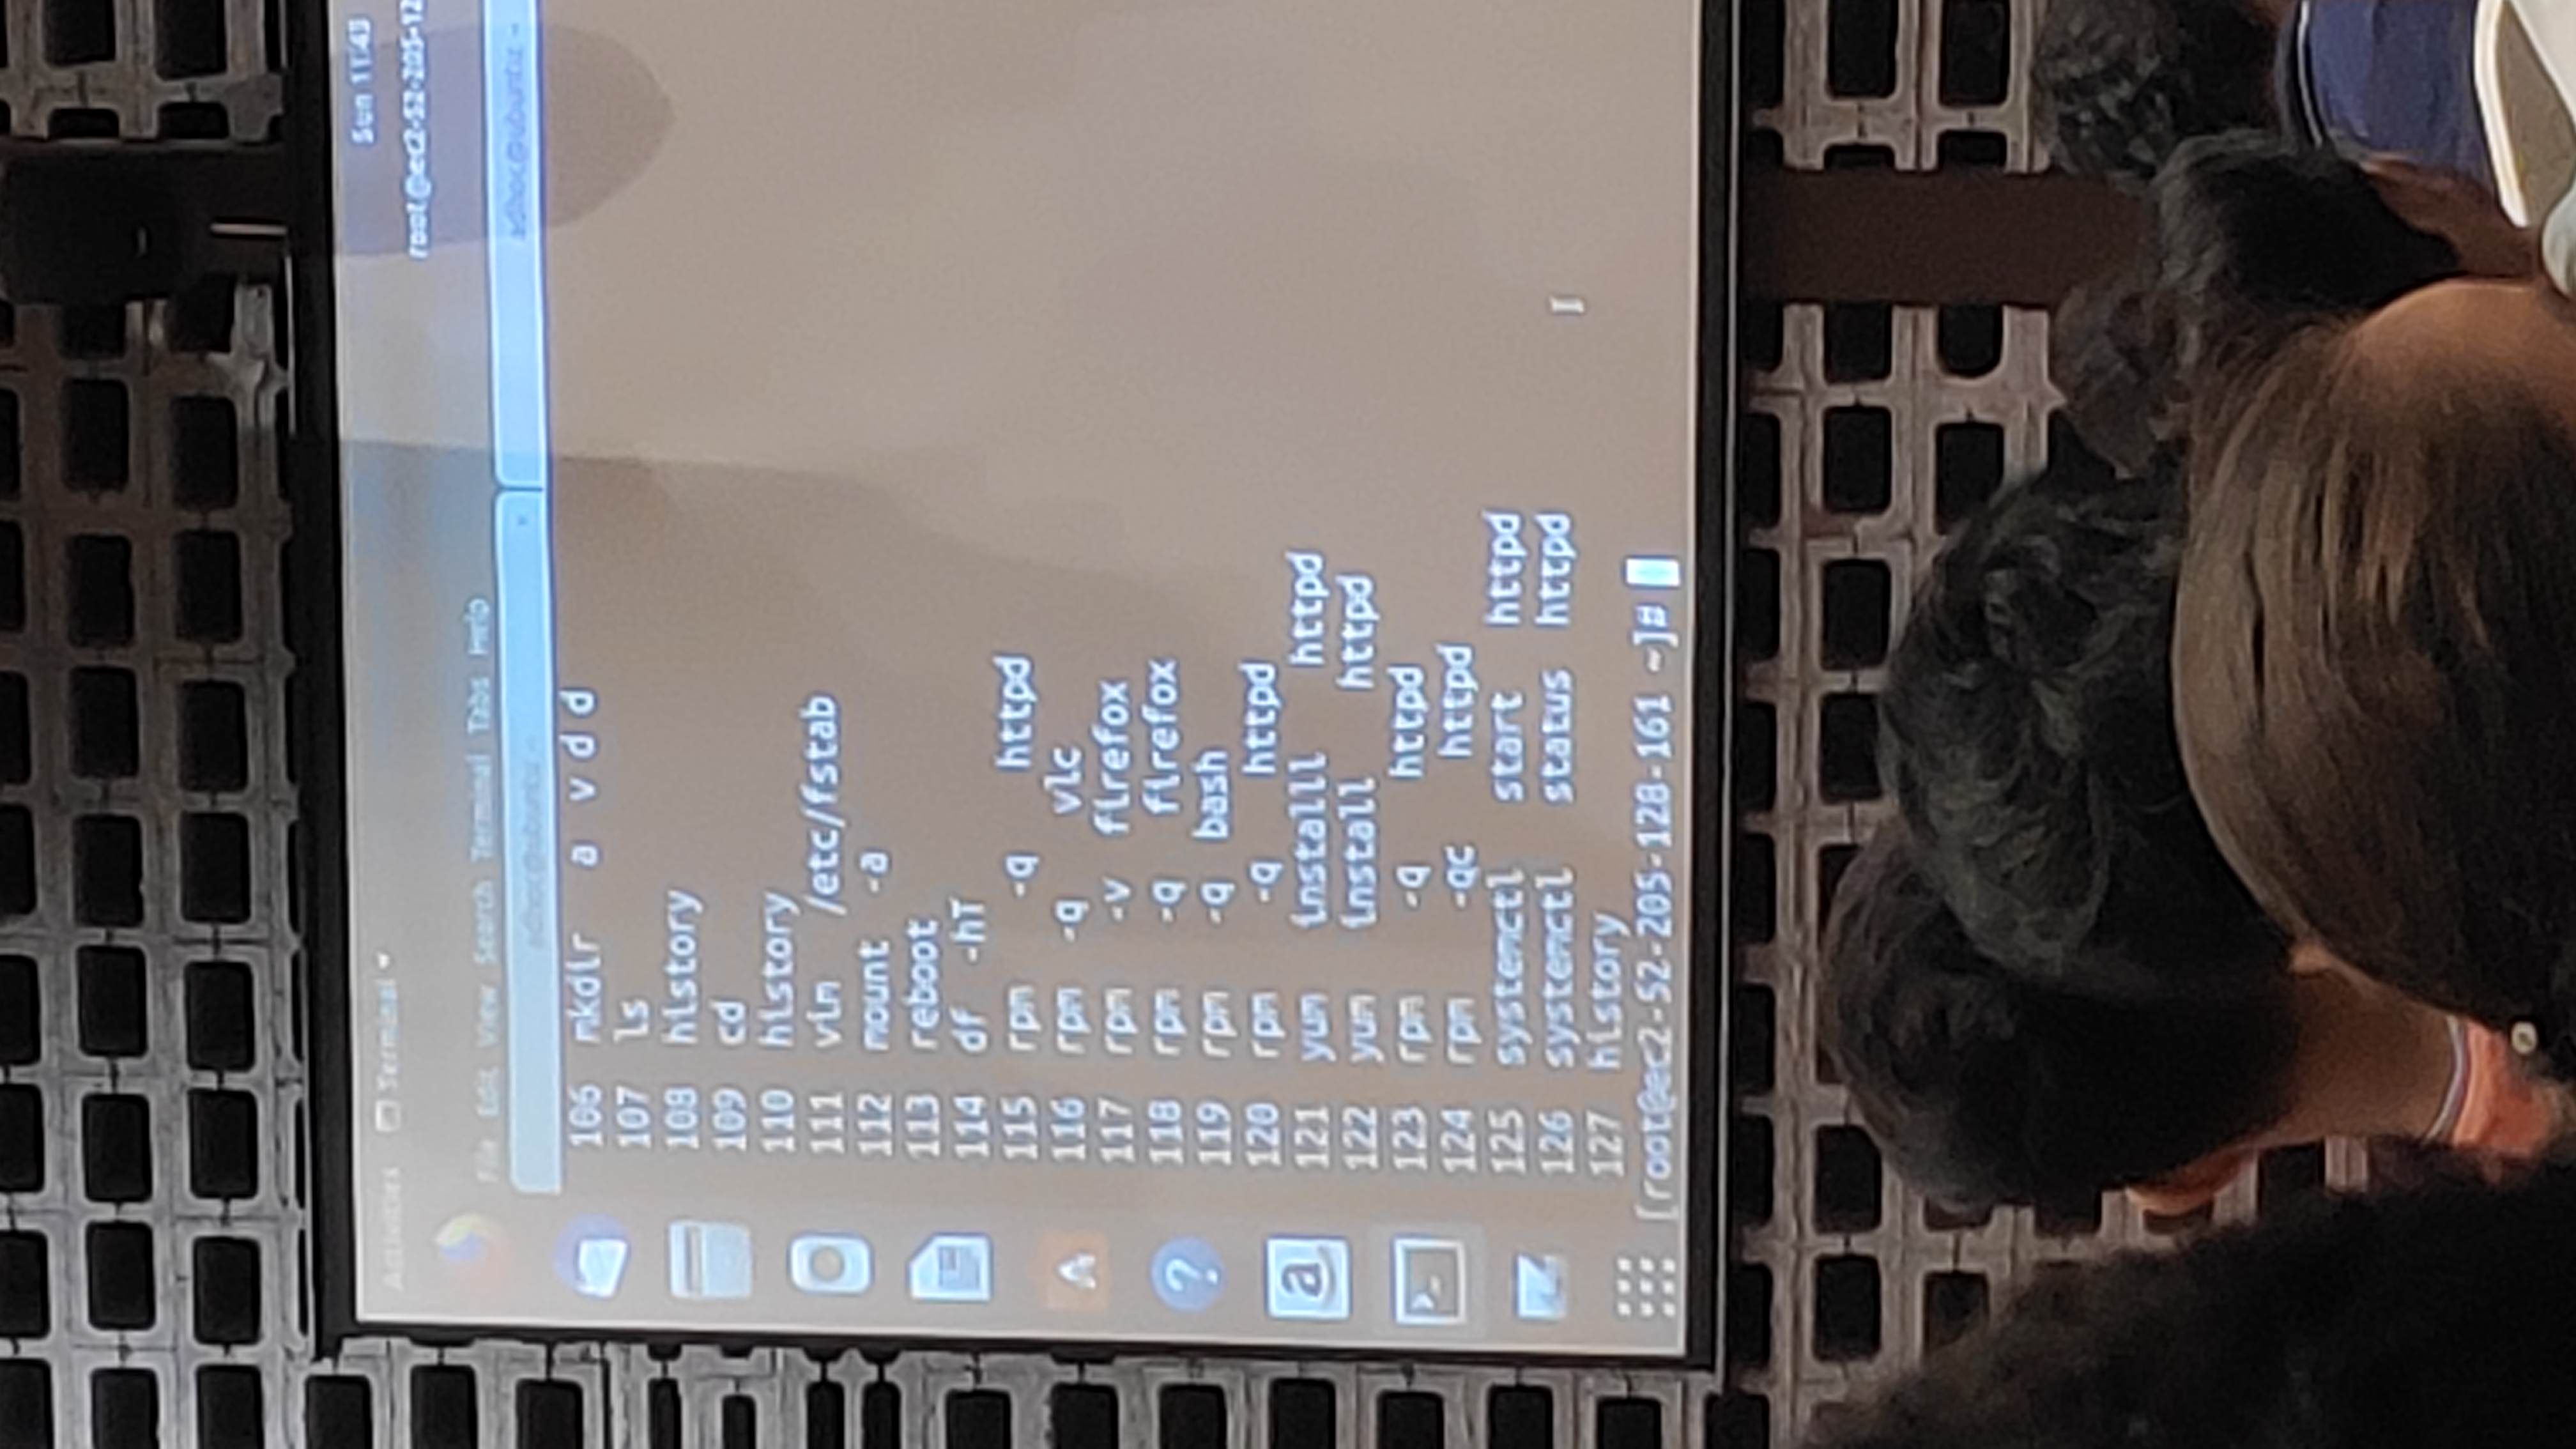 Activities Terminal Sun 11:43
root@ec2-52-205-12
File Edit View Search Terminal Tabs Help
adhoc@ubuntu: ~ × adhoc@ubuntu: ~
106 mkdir a v d d
107 ls
108 history
109 cd
110 history
111 vim /etc/fstab
112 mount -a
113 reboot
114 df -hT
115 rpm -q httpd
116 rpm -q vlc
117 rpm -v firefox
118 rpm -q firefox
119 rpm -q bash
120 rpm -q httpd
121 yum installl httpd
122 yum install httpd
123 rpm -q httpd
124 rpm -qc httpd
125 systemctl start httpd
126 systemctl status httpd
127 history
[root@ec2-52-205-128-161 ~]#